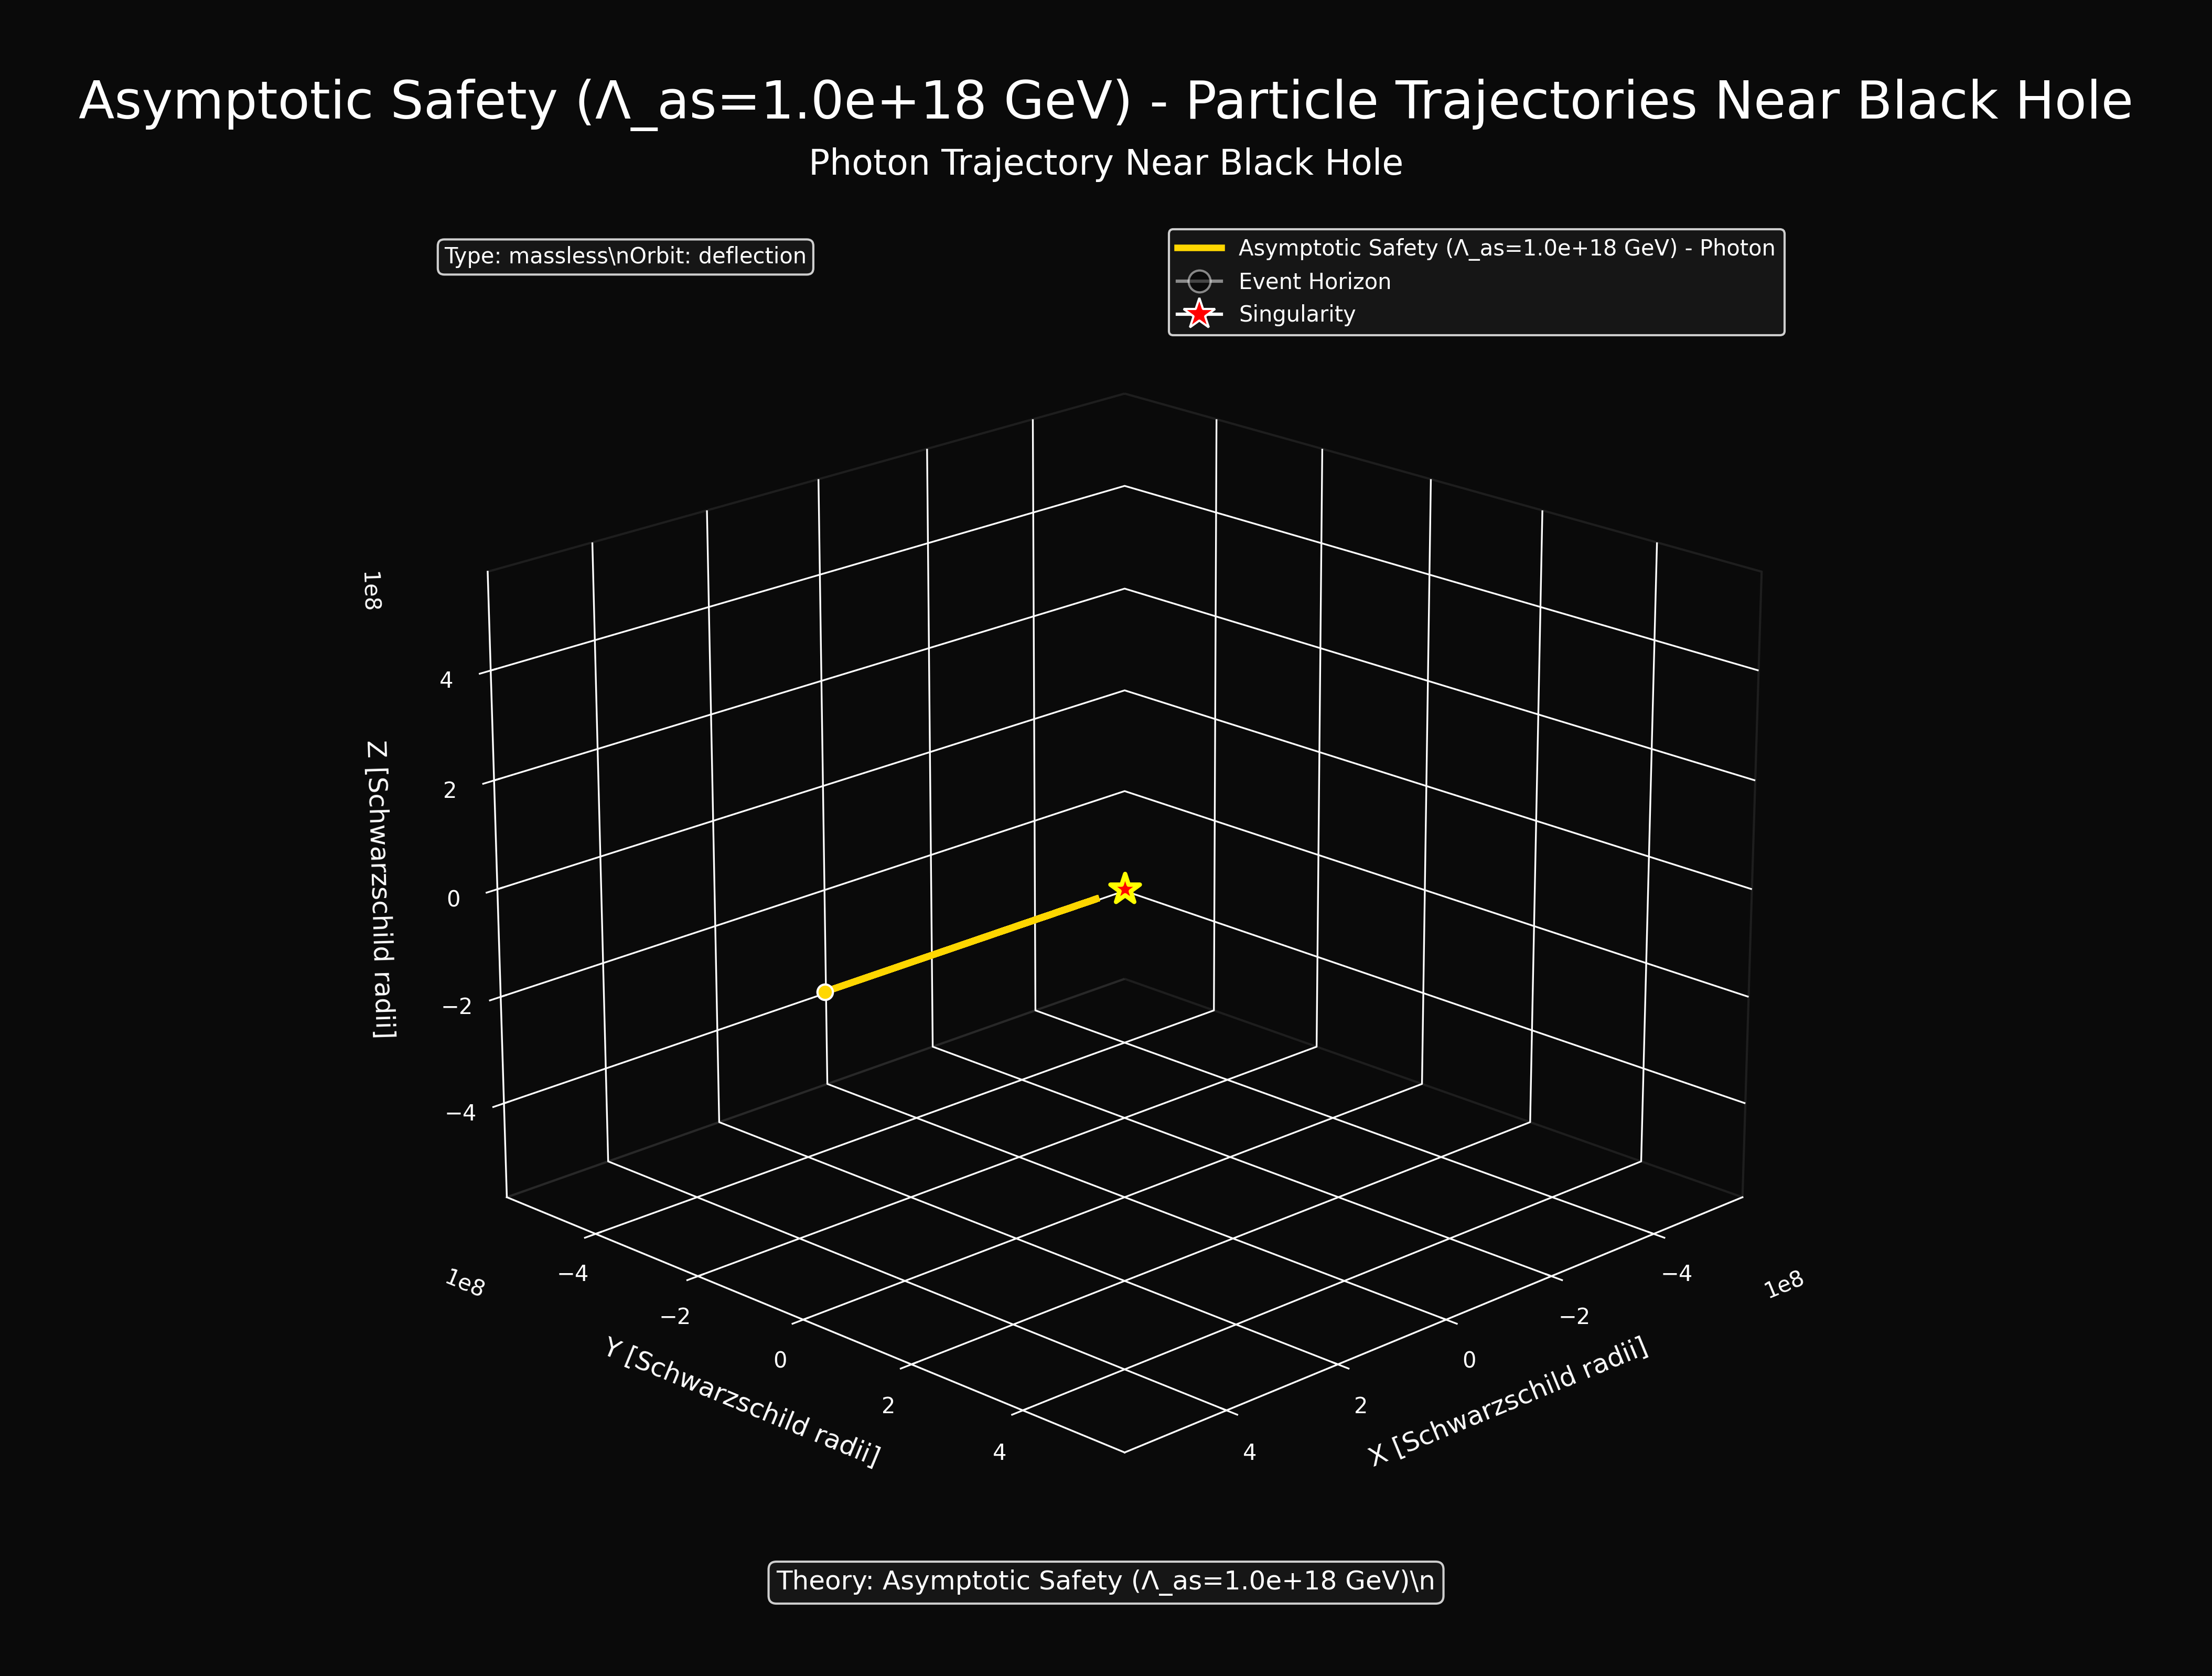 Asymptotic Safety (Λ_as=1.0e+18 GeV) - Particle Trajectories Near Black Hole
Photon Trajectory Near Black Hole
Type: massless\nOrbit: deflection
Asymptotic Safety (Λ_as=1.0e+18 GeV) - Photon
Event Horizon
Singularity
1e8
4
2
0
−2
−4
Z [Schwarzschild radii]
1e8
−4
−2
0
2
4
Y [Schwarzschild radii]
4
2
0
−2
−4
1e8
X [Schwarzschild radii]
Theory: Asymptotic Safety (Λ_as=1.0e+18 GeV)\n